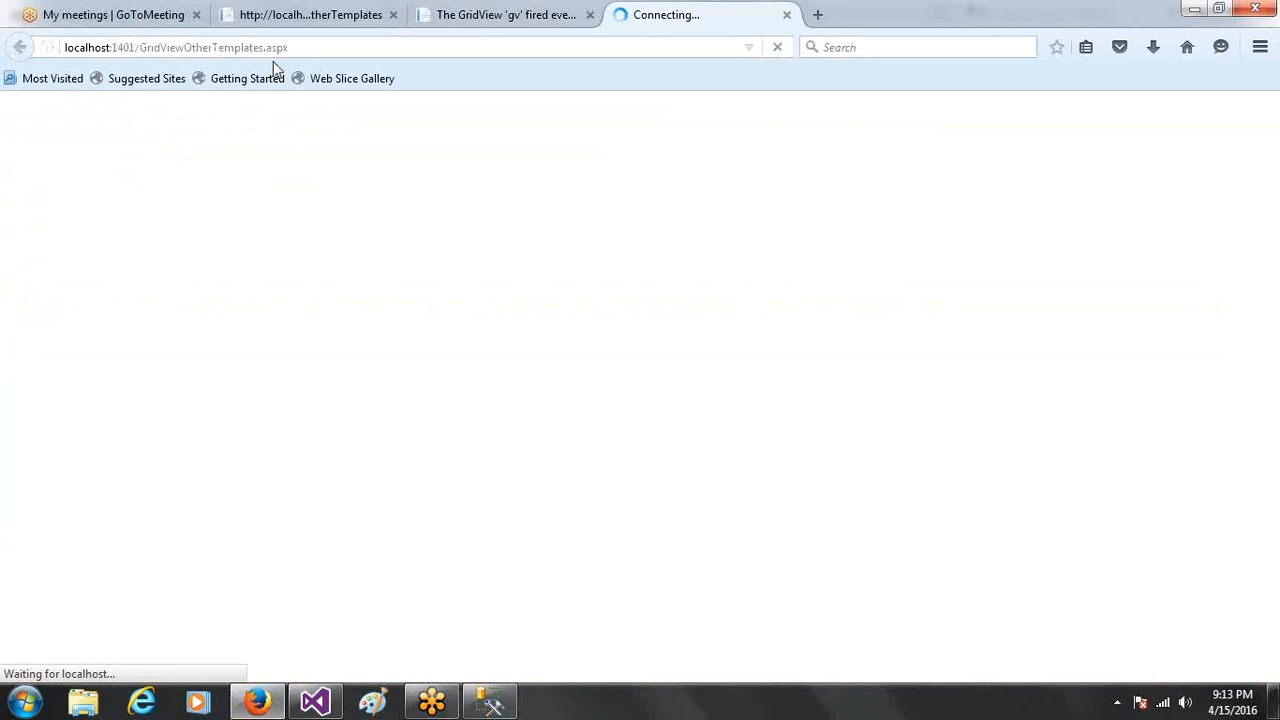 My meetings | GoToMeeting
http://localh...therTemplates
The GridView 'gv' fired eve...
Connecting...
localhost:1401/GridViewOtherTemplates.aspx
Search
Most Visited
Suggested Sites
Getting Started
Web Slice Gallery
Waiting for localhost...
9:13 PM
4/15/2016